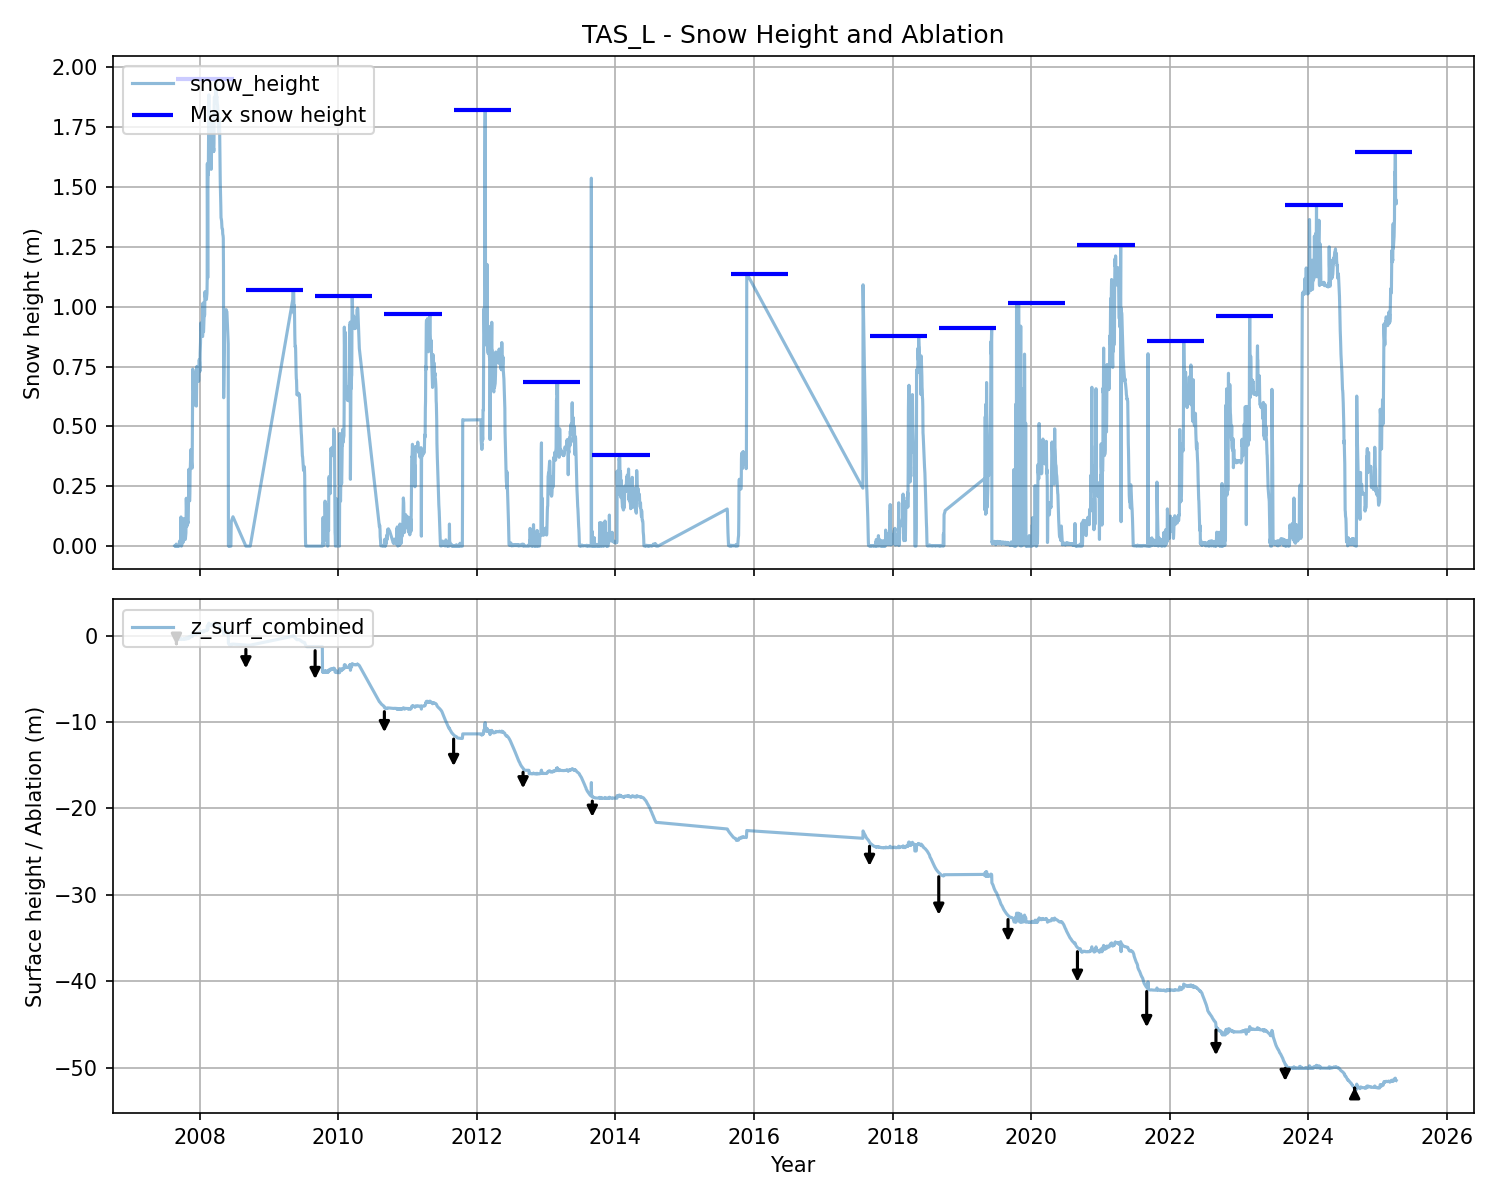 TAS_L - Snow Height and Ablation
2.00
1.75
1.50
1.25
1.00
0.75
0.50
0.25
0.00
Snow height (m)
snow_height
Max snow height
0
−10
−20
−30
−40
−50
Surface height / Ablation (m)
z_surf_combined
2008 2010 2012 2014 2016 2018 2020 2022 2024 2026
Year